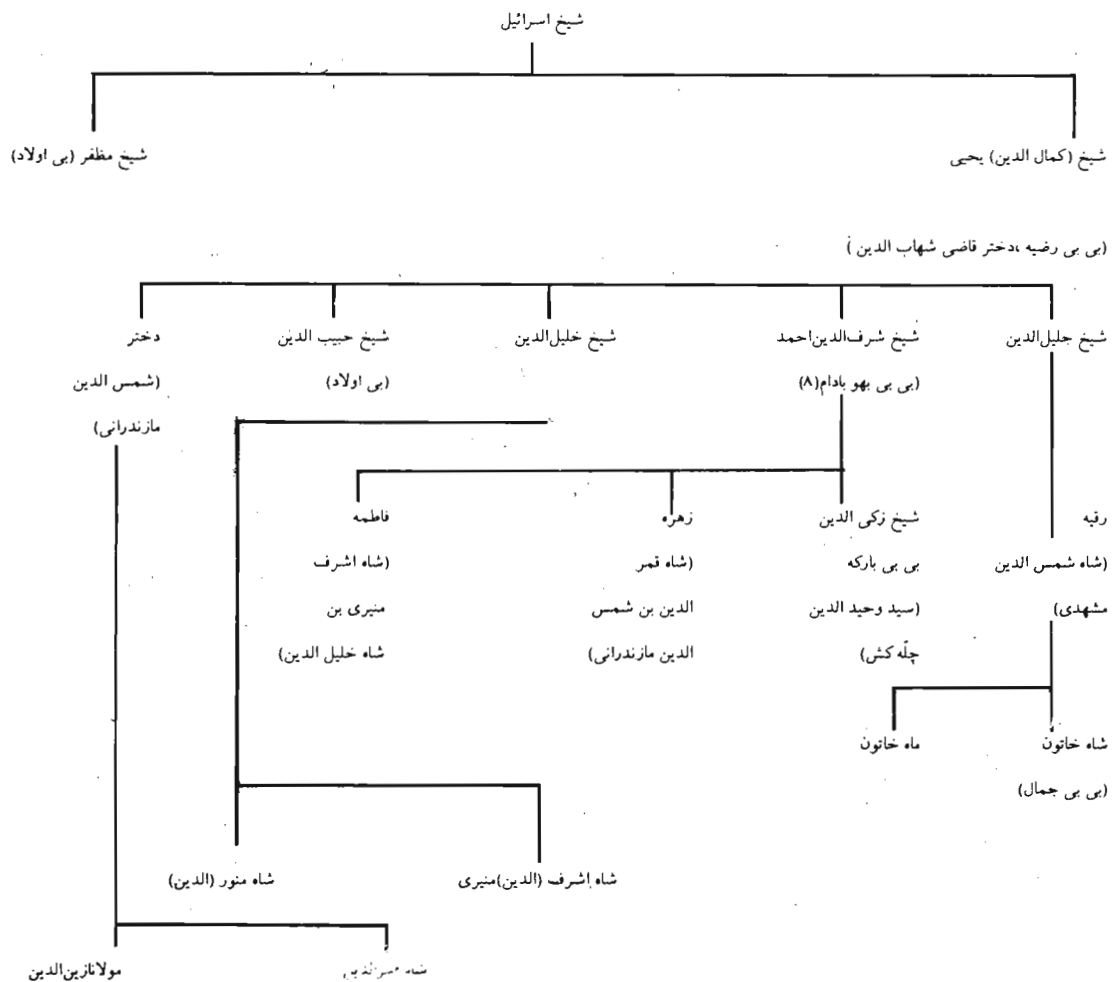 شیخ اسرائیل
شیخ (کمال الدین) یحیی
شیخ مظفر (بی اولاد)
(بی بی رضیه ،دختر قاضی شهاب الدین )
شیخ جلیل‌الدین
شیخ شرف‌الدین‌احمد
(بی بی بهو بادام(۸)
شیخ خلیل‌الدین
شیخ حبیب الدین
(بی اولاد)
دختر
(شمس الدین
مازندرانی)
رقیه
(شاه شمس الدین
مشهدی)
شیخ زکی الدین
بی بی بارکه
(سید وحید الدین
چلّه کش)
زهره
(شاه قمر
الدین بن شمس
الدین مازندرانی)
فاطمه
(شاه اشرف
منیری بن
شاه خلیل الدین)
شاه خاتون
(بی بی جمال)
ماه خاتون
شاه اشرف (الدین)منیری
شاه منور (الدین)
شاه
مولانازین‌الدین